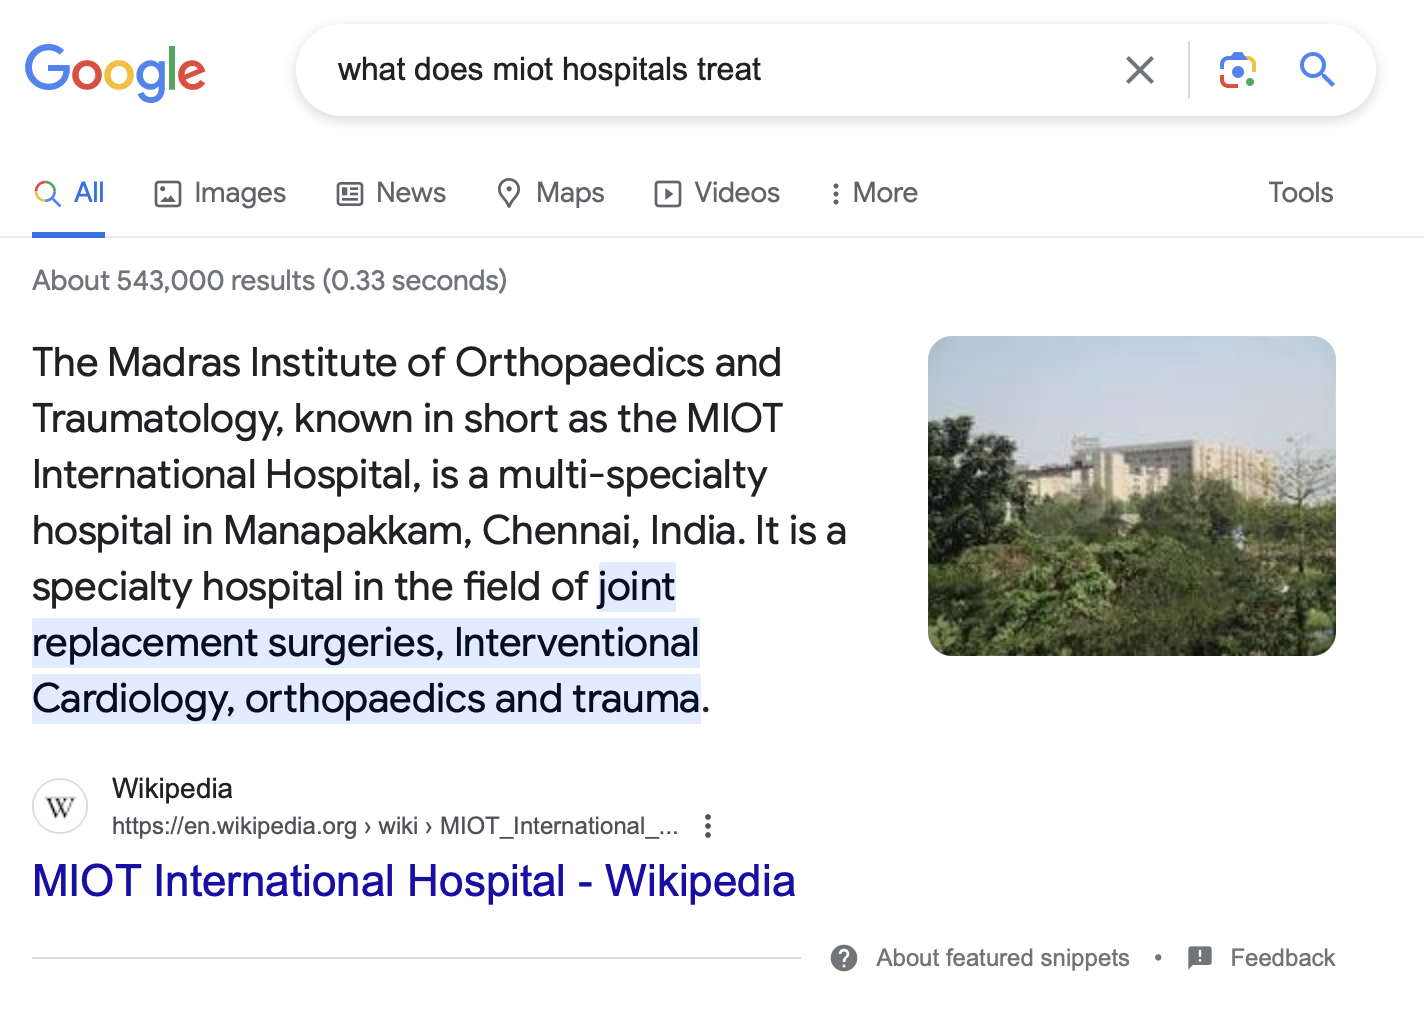 Google
what does miot hospitals treat
All Images News Maps Videos More Tools
About 543,000 results (0.33 seconds)
The Madras Institute of Orthopaedics and
Traumatology, known in short as the MIOT
International Hospital, is a multi-specialty
hospital in Manapakkam, Chennai, India. It is a
specialty hospital in the field of joint
replacement surgeries, Interventional
Cardiology, orthopaedics and trauma.
W
Wikipedia
https://en.wikipedia.org › wiki › MIOT_International_...
MIOT International Hospital - Wikipedia
About featured snippets • Feedback